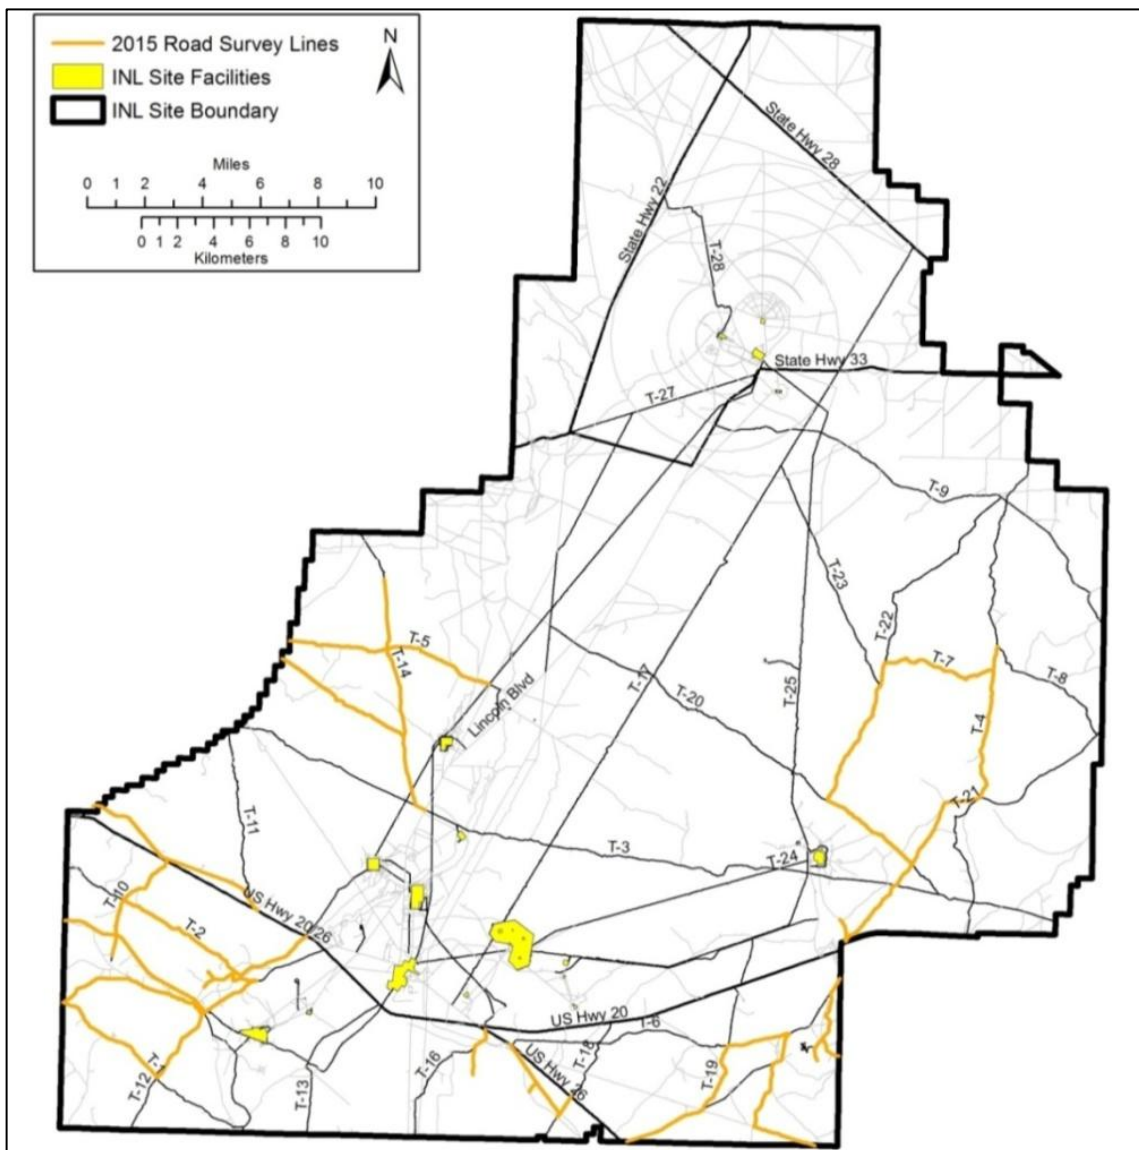 2015 Road Survey Lines
N
INL Site Facilities
INL Site Boundary
Miles
0 1 2 4 6 8 10
0 1 2 4 6 8 10
Kilometers
State Hwy 28
State Hwy 22
T-28
State Hwy 33
T-27
T-9
T-23
T-22
T-5
T-14
T-7
T-8
T-17
T-20
T-25
T-4
Lincoln Blvd
T-21
T-11
T-3
T-24
T-10
US Hwy 20/26
T-2
US Hwy 20
T-6
T-18
T-16
US Hwy 26
T-19
T-1
T-12
T-13